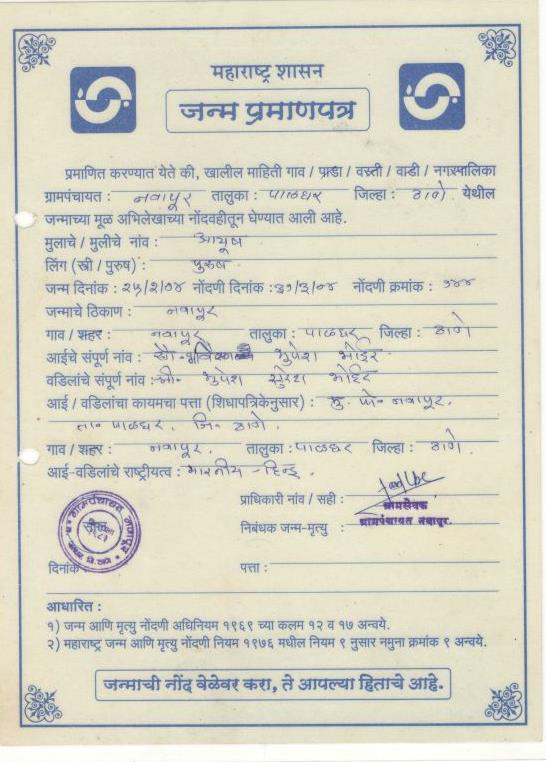 महाराष्ट्र शासन
जन्म प्रमाणपत्र
प्रमाणित करण्यात येते की, खालील माहिती गाव / पाडा / वस्ती / वाडी / नगरपालिका
ग्रामपंचायत : नवापूर तालुका : पालघर जिल्हा : ठाणे येथील
जन्माच्या मूळ अभिलेखाच्या नोंदवहीतून घेण्यात आली आहे.
मुलाचे / मुलीचे नांव : आयुष
लिंग (स्त्री / पुरुष) : पुरुष
जन्म दिनांक : २५/२/०४ नोंदणी दिनांक : ३१/३/०४ नोंदणी क्रमांक : १४४
जन्माचे ठिकाण : नवापूर
गाव / शहर : नवापूर तालुका : पालघर जिल्हा : ठाणे
आईचे संपूर्ण नांव : सौ. भुपेश भोईर
वडिलांचे संपूर्ण नांव : श्री. भुपेश सुरेश भोईर
आई / वडिलांचा कायमचा पत्ता (शिधापत्रिकेनुसार) : मु. पो. नवापूर,
ता. पालघर, जि. ठाणे.
गाव / शहर : नवापूर. तालुका : पालघर जिल्हा : ठाणे.
आई-वडिलांचे राष्ट्रीयत्व : भारतीय - हिन्दू.
प्राधिकारी नांव / सही :
ग्रामसेवक
निबंधक जन्म-मृत्यु : ग्रामपंचायत नवापूर.
दिनांक पत्ता :
आधारित :
१) जन्म आणि मृत्यु नोंदणी अधिनियम १९६९ च्या कलम १२ व १७ अन्वये.
२) महाराष्ट्र जन्म आणि मृत्यु नोंदणी नियम १९७६ मधील नियम ९ नुसार नमुना क्रमांक ९ अन्वये.
जन्माची नोंद वेळेवर करा, ते आपल्या हिताचे आहे.